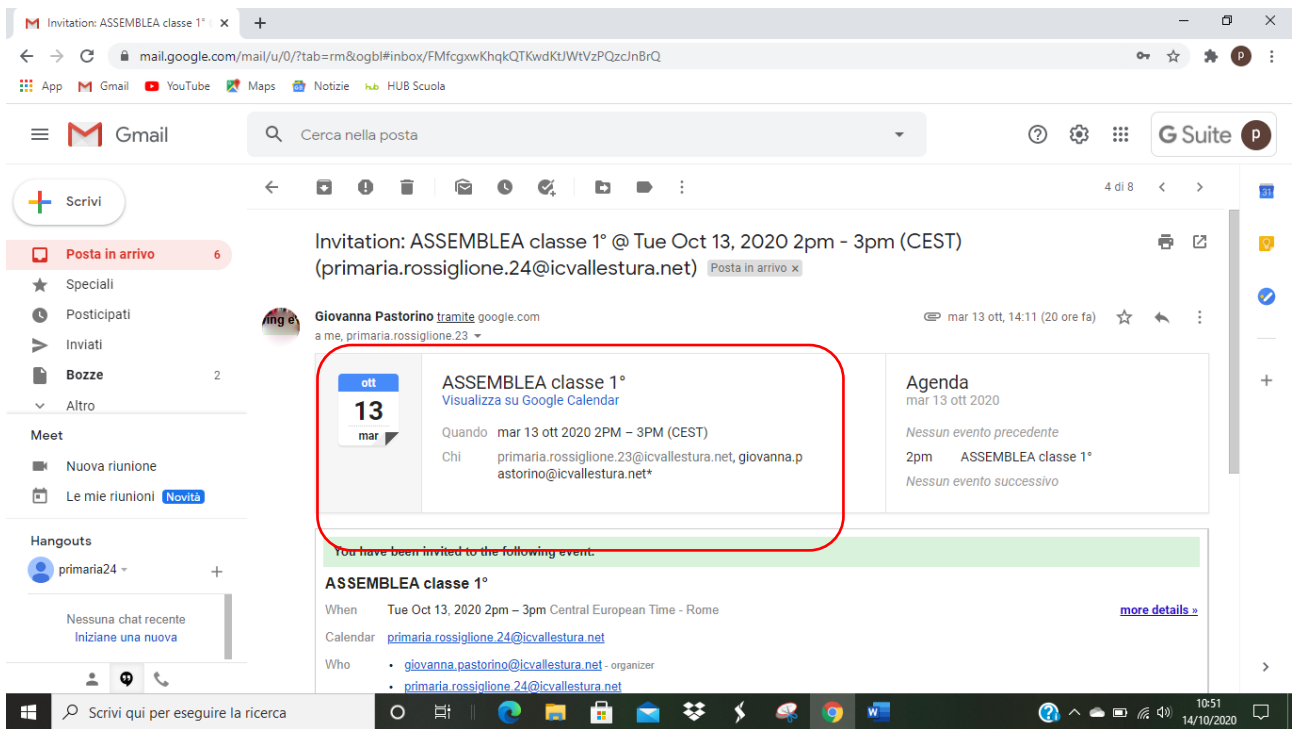 Invitation: ASSEMBLEA classe 1°
mail.google.com/mail/u/0/?tab=rm&ogbl#inbox/FMfcgxwKhqkQTKwdKtJWtVzPQzcJnBrQ
App Gmail YouTube Maps Notizie hub HUB Scuola
Gmail
Cerca nella posta
G Suite p
Scrivi
4 di 8
Posta in arrivo 6
Speciali
Posticipati
Inviati
Bozze 2
Altro
Meet
Nuova riunione
Le mie riunioni Novità
Hangouts
primaria24
Nessuna chat recente
Iniziane una nuova
Invitation: ASSEMBLEA classe 1° @ Tue Oct 13, 2020 2pm - 3pm (CEST)
(primaria.rossiglione.24@icvallestura.net) Posta in arrivo x
Giovanna Pastorino tramite google.com
mar 13 ott, 14:11 (20 ore fa)
a me, primaria.rossiglione.23
ott
13
mar
ASSEMBLEA classe 1°
Visualizza su Google Calendar
Quando mar 13 ott 2020 2PM – 3PM (CEST)
Chi primaria.rossiglione.23@icvallestura.net, giovanna.p
astorino@icvallestura.net*
Agenda
mar 13 ott 2020
Nessun evento precedente
2pm ASSEMBLEA classe 1°
Nessun evento successivo
You have been invited to the following event.
ASSEMBLEA classe 1°
When Tue Oct 13, 2020 2pm – 3pm Central European Time - Rome
more details »
Calendar primaria.rossiglione.24@icvallestura.net
Who • giovanna.pastorino@icvallestura.net - organizer
• primaria.rossiglione.24@icvallestura.net
31
Scrivi qui per eseguire la ricerca
10:51
14/10/2020